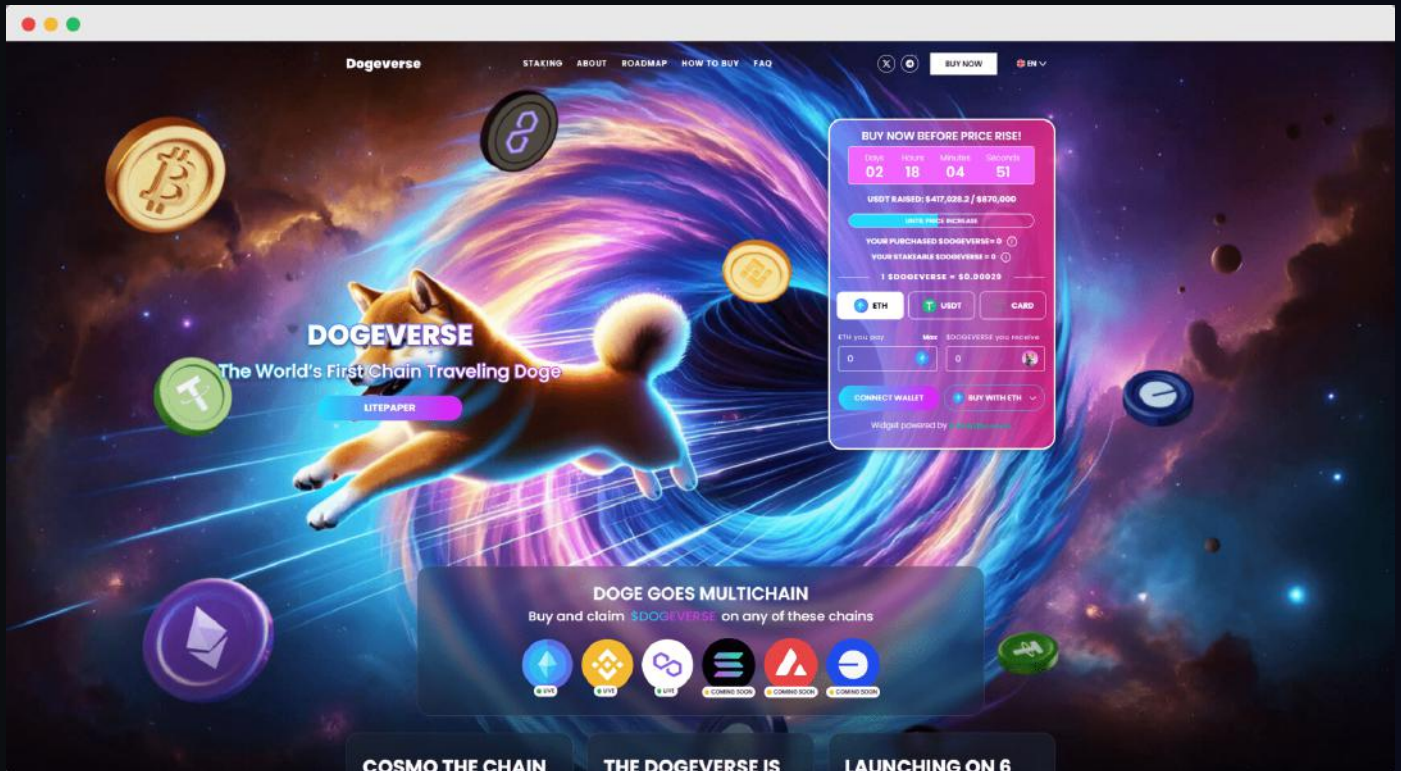 Dogeverse
STAKING ABOUT ROADMAP HOW TO BUY FAQ
BUY NOW
EN
BUY NOW BEFORE PRICE RISE!
Days Hours Minutes Seconds
02 18 04 51
USDT RAISED: $417,028.2 / $870,000
UNTIL PRICE INCREASE
YOUR PURCHASED $DOGEVERSE= 0
YOUR STAKEABLE $DOGEVERSE = 0
1 $DOGEVERSE = $0.00029
ETH USDT CARD
ETH you pay Max $DOGEVERSE you receive
0 0
CONNECT WALLET BUY WITH ETH
Widget powered by
DOGEVERSE
The World's First Chain Traveling Doge
LITEPAPER
DOGE GOES MULTICHAIN
Buy and claim $DOGEVERSE on any of these chains
LIVE LIVE LIVE COMING SOON COMING SOON COMING SOON
COSMO THE CHAIN THE DOGEVERSE IS LAUNCHING ON 6